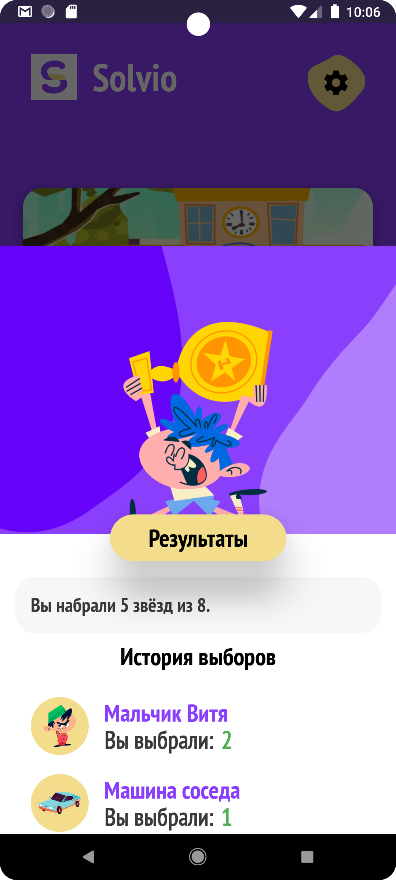 10:06
Solvio
Результаты
Вы набрали 5 звёзд из 8.
История выборов
Мальчик Витя
Вы выбрали: 2
Машина соседа
Вы выбрали: 1